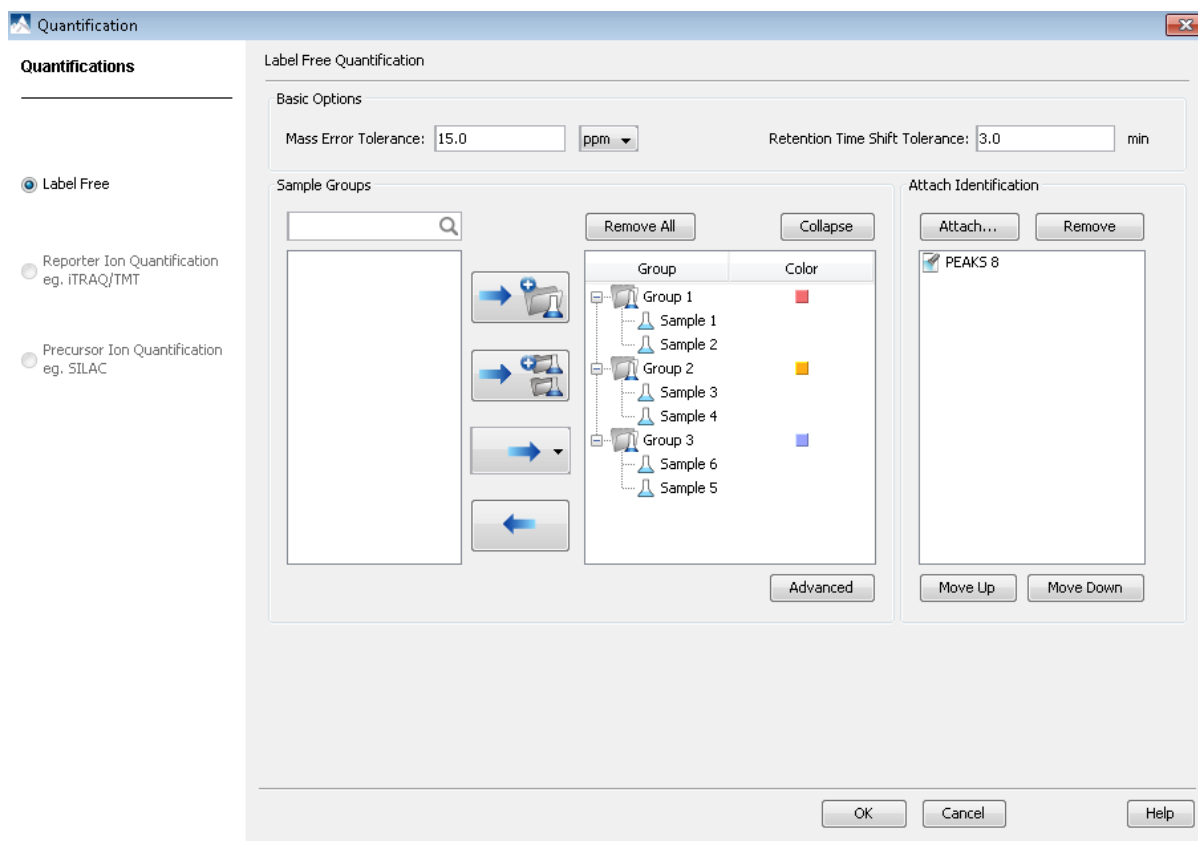 Quantification
Quantifications
Label Free Quantification
Basic Options
Mass Error Tolerance: 15.0 ppm Retention Time Shift Tolerance: 3.0 min
Label Free
Reporter Ion Quantification
eg. iTRAQ/TMT
Precursor Ion Quantification
eg. SILAC
Sample Groups
Remove All Collapse
Group Color
Group 1
Sample 1
Sample 2
Group 2
Sample 3
Sample 4
Group 3
Sample 6
Sample 5
Advanced
Attach Identification
Attach... Remove
PEAKS 8
Move Up Move Down
OK Cancel Help